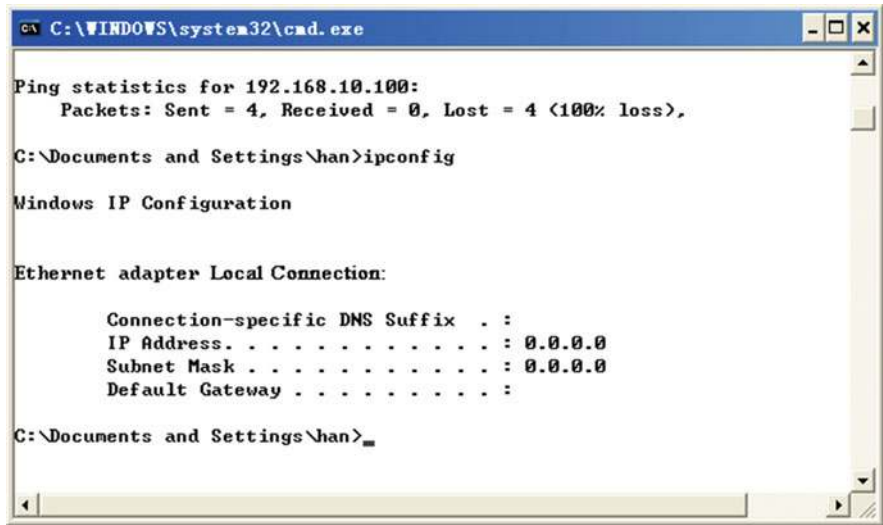 C:\WINDOWS\system32\cmd.exe
Ping statistics for 192.168.10.100:
Packets: Sent = 4, Received = 0, Lost = 4 (100% loss),
C:\Documents and Settings\han>ipconfig
Windows IP Configuration
Ethernet adapter Local Connection:
Connection-specific DNS Suffix . :
IP Address. . . . . . . . . . . . : 0.0.0.0
Subnet Mask . . . . . . . . . . . : 0.0.0.0
Default Gateway . . . . . . . . . :
C:\Documents and Settings\han>_